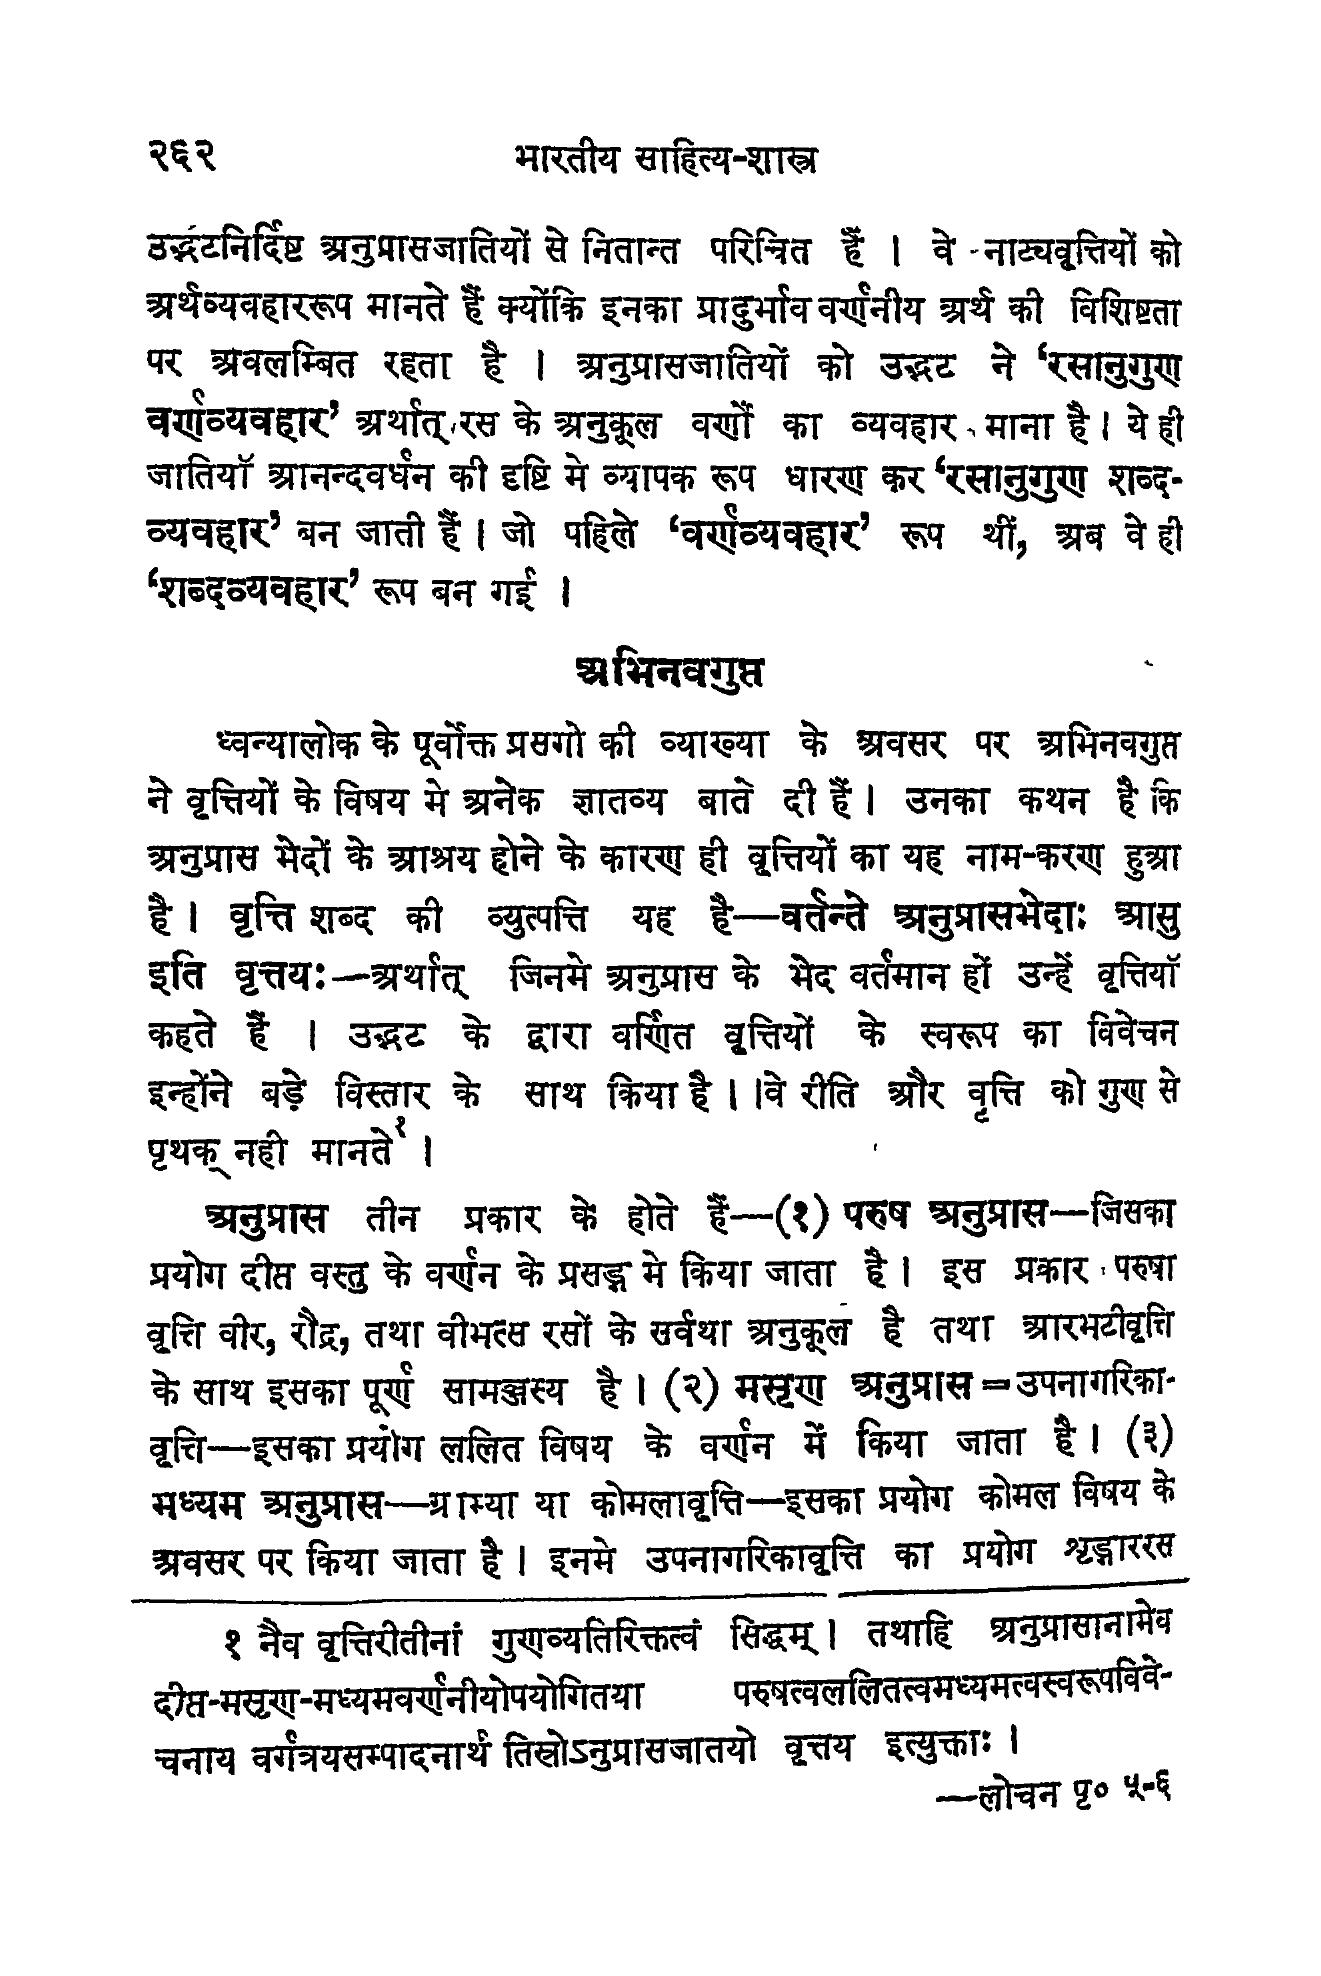 २६२ भारतीय साहित्य-शास्त्र
उद्भटनिर्दिष्ट अनुप्रासजातियों से नितान्त परिचित हैं । वे नाट्यवृत्तियों को
अर्थव्यवहाररूप मानते हैं क्योंकि इनका प्रादुर्भाव वर्णनीय अर्थ की विशिष्टता
पर अवलम्बित रहता है । अनुप्रासजातियों को उद्भट ने ‘रसानुगुण
वर्णव्यवहार’ अर्थात् रस के अनुकूल वर्णों का व्यवहार माना है । ये ही
जातियॉ आनन्दवर्धन की दृष्टि मे व्यापक रूप धारण कर ‘रसानुगुण शब्द-
व्यवहार’ बन जाती हैं । जो पहिले ‘वर्णव्यवहार’ रूप थीं, अब वे ही
‘शब्दव्यवहार’ रूप बन गई ।
अभिनवगुप्त
ध्वन्यालोक के पूर्वोक्त प्रसगो की व्याख्या के अवसर पर अभिनवगुप्त
ने वृत्तियों के विषय मे अनेक ज्ञातव्य बाते दी हैं । उनका कथन है कि
अनुप्रास भेदों के आश्रय होने के कारण ही वृत्तियों का यह नाम-करण हुआ
है । वृत्ति शब्द की व्युत्पत्ति यह है—वर्तन्ते अनुप्रासभेदाः आसु
इति वृत्तयः—अर्थात् जिनमे अनुप्रास के भेद वर्तमान हों उन्हें वृत्तियॉ
कहते हैं । उद्भट के द्वारा वर्णित वृत्तियों के स्वरूप का विवेचन
इन्होंने बड़े विस्तार के साथ किया है । ।वे रीति और वृत्ति को गुण से
पृथक् नही मानते१ ।
अनुप्रास तीन प्रकार के होते हैं—(१) परुष अनुप्रास—जिसका
प्रयोग दीप्त वस्तु के वर्णन के प्रसङ्ग मे किया जाता है । इस प्रकार परुषा
वृत्ति वीर, रौद्र, तथा वीभत्स रसों के सर्वथा अनुकूल है तथा आरभटीवृत्ति
के साथ इसका पूर्ण सामञ्जस्य है । (२) मसृण अनुप्रास = उपनागरिका-
वृत्ति—इसका प्रयोग ललित विषय के वर्णन में किया जाता है । (३)
मध्यम अनुप्रास—ग्राम्या या कोमलावृत्ति—इसका प्रयोग कोमल विषय के
अवसर पर किया जाता है । इनमे उपनागरिकावृत्ति का प्रयोग शृङ्गाररस
१ नैव वृत्तिरीतीनां गुणव्यतिरिक्तत्वं सिद्धम् । तथाहि अनुप्रासानामेव
दीप्त-मसृण-मध्यमवर्णनीयोपयोगितया परुषत्वललितत्वमध्यमत्वस्वरूपविवे-
चनाय वर्गत्रयसम्पादनार्थं तिस्रोऽनुप्रासजातयो वृत्तय इत्युक्ताः ।
—लोचन पृ० ५-६